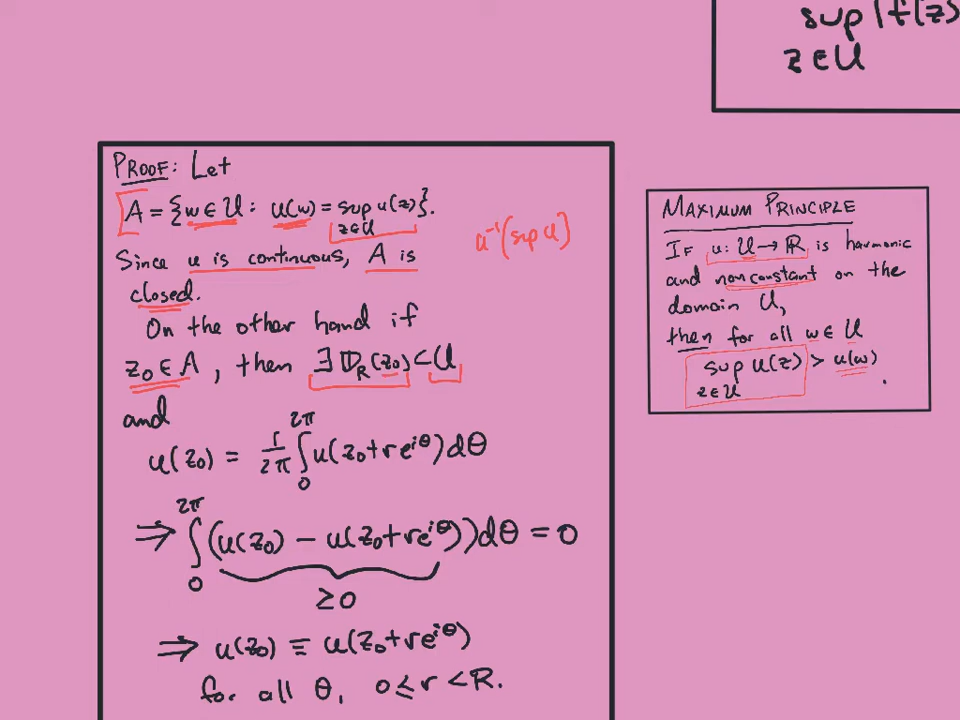 sup |f(z)
z∈U
PROOF: Let
A = {w∈U: u(w) = sup u(z)}.
z∈U
u⁻¹(sup u)
Since u is continuous, A is
closed.
On the other hand if
z₀∈A, then ∃ 𝔻_R(z₀)⊂U
and
u(z₀) = 1/2π ∫₀^2π u(z₀+re^iθ)dθ
⇒ ∫₀^2π (u(z₀) − u(z₀+re^iθ))dθ = 0
≥0
⇒ u(z₀) ≡ u(z₀+re^iθ)
for all θ, 0≤r<R.
MAXIMUM PRINCIPLE
IF u: U→ℝ is harmonic
and nonconstant on the
domain U,
then for all w∈U
sup u(z) > u(w)
z∈U